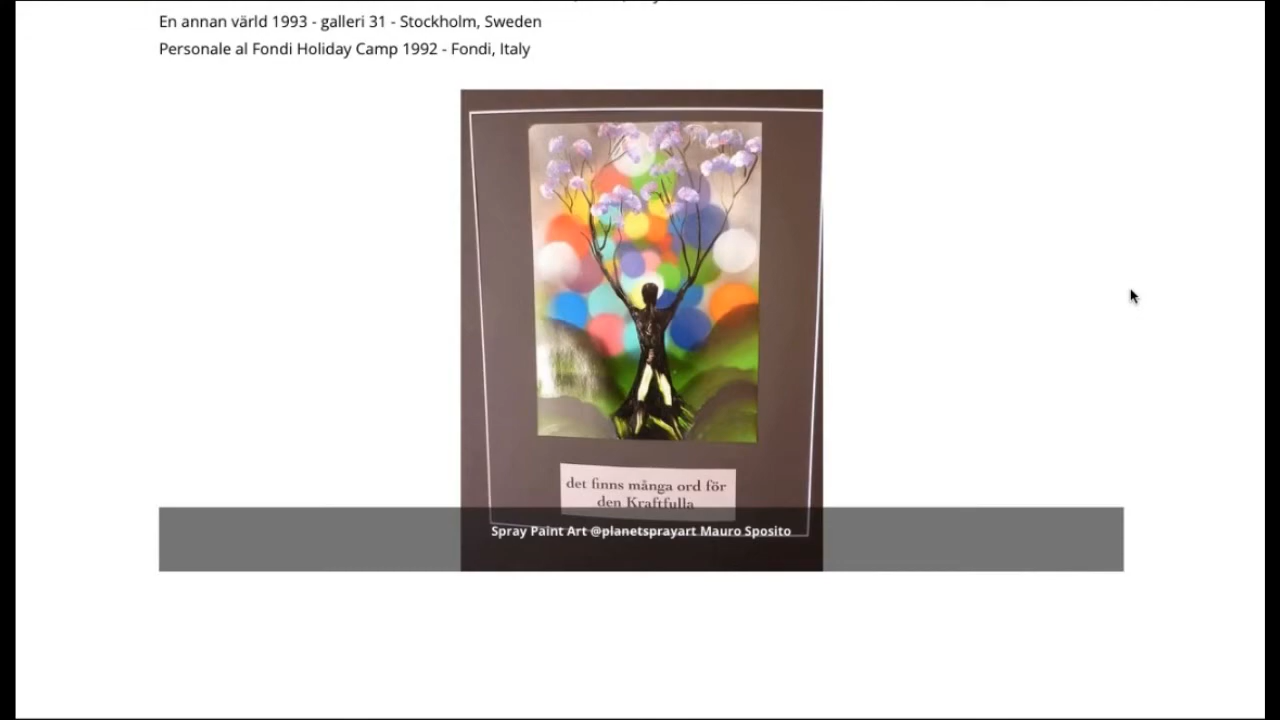 En annan värld 1993 - galleri 31 - Stockholm, Sweden
Personale al Fondi Holiday Camp 1992 - Fondi, Italy
det finns många ord för
den Kraftfulla
Spray Paint Art @planetsprayart Mauro Sposito